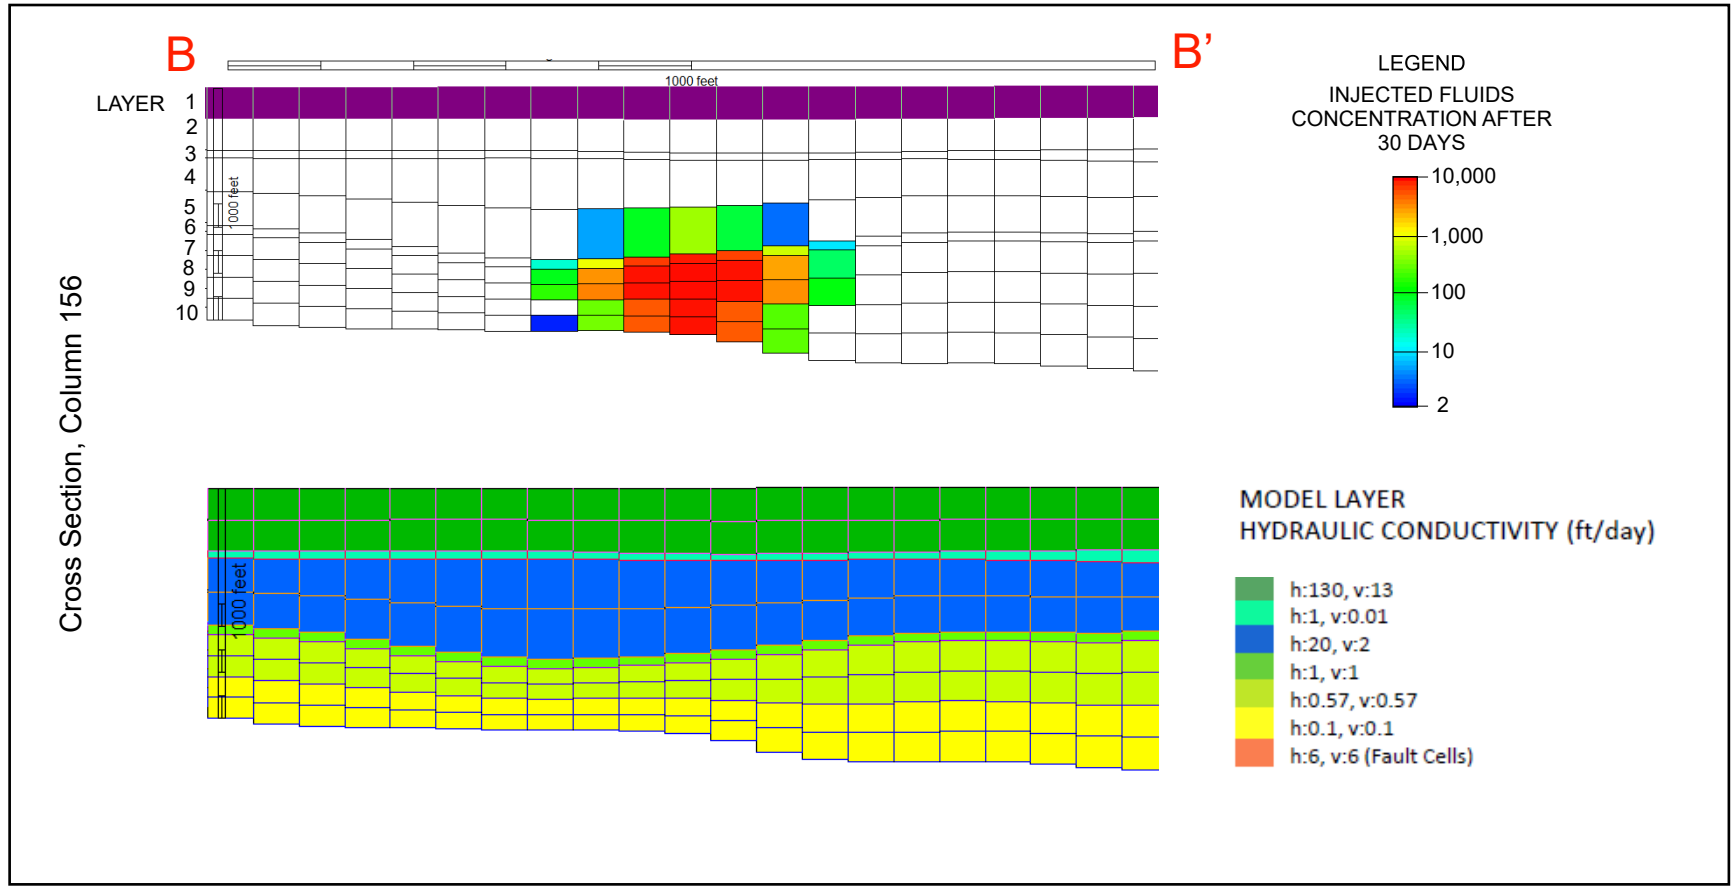 B
B’
1000 feet
LAYER
1
2
3
4
5
6
7
8
9
10
1000 feet
Cross Section, Column 156
LEGEND
INJECTED FLUIDS
CONCENTRATION AFTER
30 DAYS
10,000
1,000
100
10
2
1000 feet
MODEL LAYER
HYDRAULIC CONDUCTIVITY (ft/day)
h:130, v:13
h:1, v:0.01
h:20, v:2
h:1, v:1
h:0.57, v:0.57
h:0.1, v:0.1
h:6, v:6 (Fault Cells)